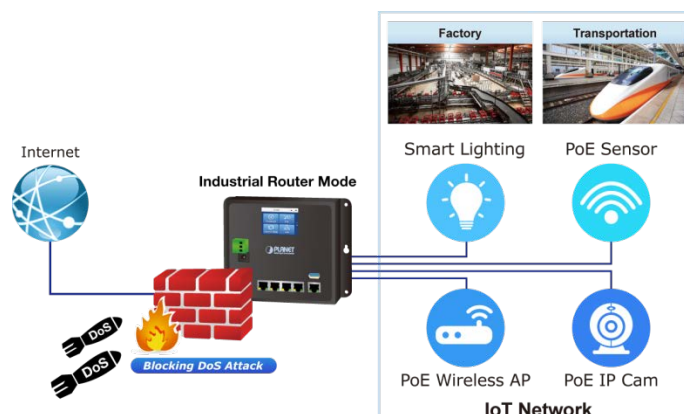 Factory
Transportation
Internet
Smart Lighting
PoE Sensor
Industrial Router Mode
PLANET
DoS
DoS
Blocking DoS Attack
PoE Wireless AP
PoE IP Cam
IoT Network